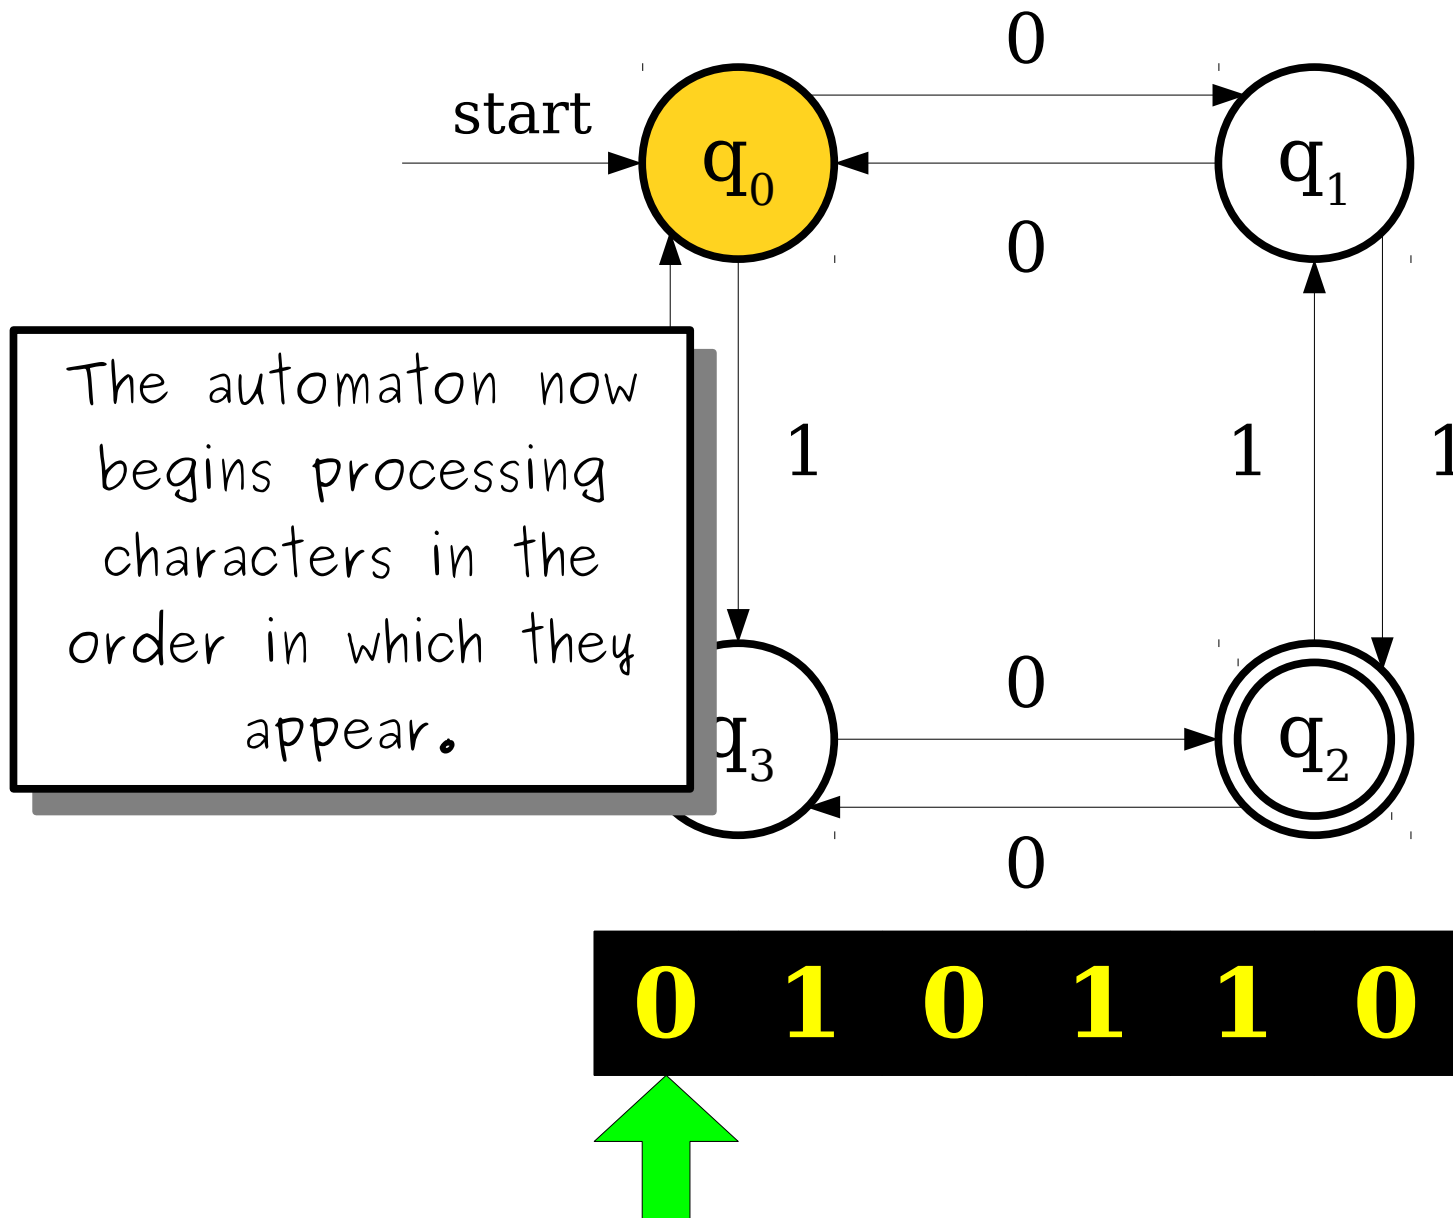 0
start
q0
q1
0
The automaton now
begins processing
characters in the
order in which they
appear.
1
1
1
0
q3
q2
0
0 1 0 1 1 0